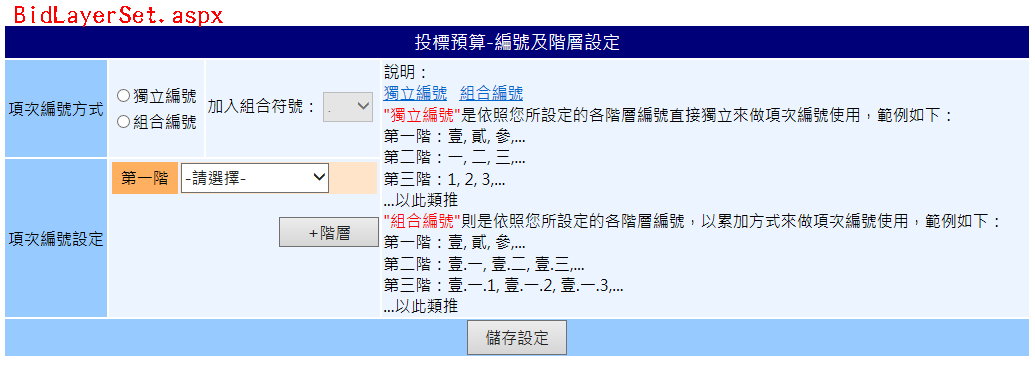 BidLayerSet.aspx
投標預算-編號及階層設定
項次編號方式
獨立編號
組合編號
加入組合符號：
.
說明：
獨立編號 組合編號
"獨立編號"是依照您所設定的各階層編號直接獨立來做項次編號使用，範例如下：
第一階：壹, 貳, 參,...
第二階：一, 二, 三,...
第三階：1, 2, 3,...
...以此類推
"組合編號"則是依照您所設定的各階層編號，以累加方式來做項次編號使用，範例如下：
第一階：壹, 貳, 參,...
第二階：壹.一, 壹.二, 壹.三,...
第三階：壹.一.1, 壹.一.2, 壹.一.3,...
...以此類推
項次編號設定
第一階
-請選擇-
+階層
儲存設定